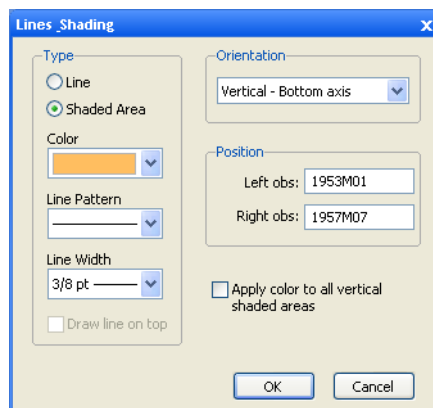 Lines_Shading
Type
Line
Shaded Area
Color
Line Pattern
Line Width
3/8 pt
Draw line on top
Orientation
Vertical - Bottom axis
Position
Left obs: 1953M01
Right obs: 1957M07
Apply color to all vertical
shaded areas
OK
Cancel